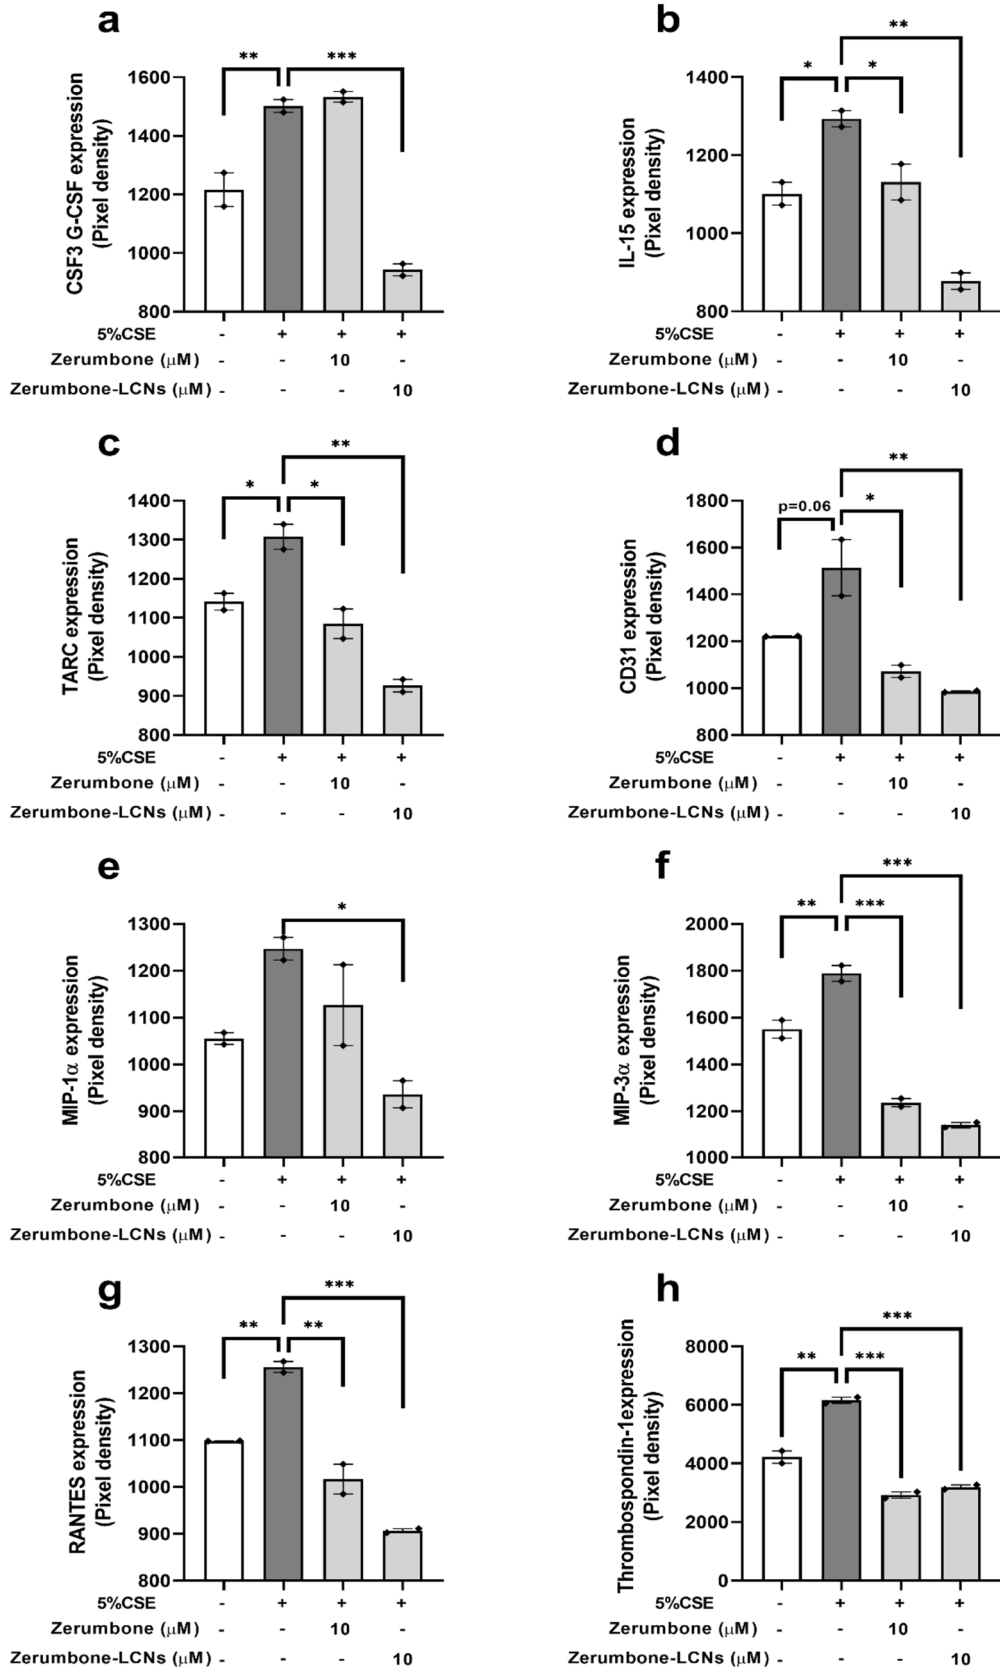 a
CSF3 G-CSF expression
(Pixel density)
** ***
1600
1400
1200
1000
800
5%CSE - + + +
Zerumbone (μM) - - 10 -
Zerumbone-LCNs (μM) - - - 10
b
IL-15 expression
(Pixel density)
**
* *
1400
1200
1000
800
5%CSE - + + +
Zerumbone (μM) - - 10 -
Zerumbone-LCNs (μM) - - - 10
c
TARC expression
(Pixel density)
**
* *
1400
1300
1200
1100
1000
900
800
5%CSE - + + +
Zerumbone (μM) - - 10 -
Zerumbone-LCNs (μM) - - - 10
d
CD31 expression
(Pixel density)
**
p=0.06 *
1800
1600
1400
1200
1000
800
5%CSE - + + +
Zerumbone (μM) - - 10 -
Zerumbone-LCNs (μM) - - - 10
e
MIP-1α expression
(Pixel density)
*
1300
1200
1100
1000
900
800
5%CSE - + + +
Zerumbone (μM) - - 10 -
Zerumbone-LCNs (μM) - - - 10
f
MIP-3α expression
(Pixel density)
***
** ***
2000
1800
1600
1400
1200
1000
5%CSE - + + +
Zerumbone (μM) - - 10 -
Zerumbone-LCNs (μM) - - - 10
g
RANTES expression
(Pixel density)
***
** **
1300
1200
1100
1000
900
800
5%CSE - + + +
Zerumbone (μM) - - 10 -
Zerumbone-LCNs (μM) - - - 10
h
Thrombospondin-1expression
(Pixel density)
***
** ***
8000
6000
4000
2000
0
5%CSE - + + +
Zerumbone (μM) - - 10 -
Zerumbone-LCNs (μM) - - - 10